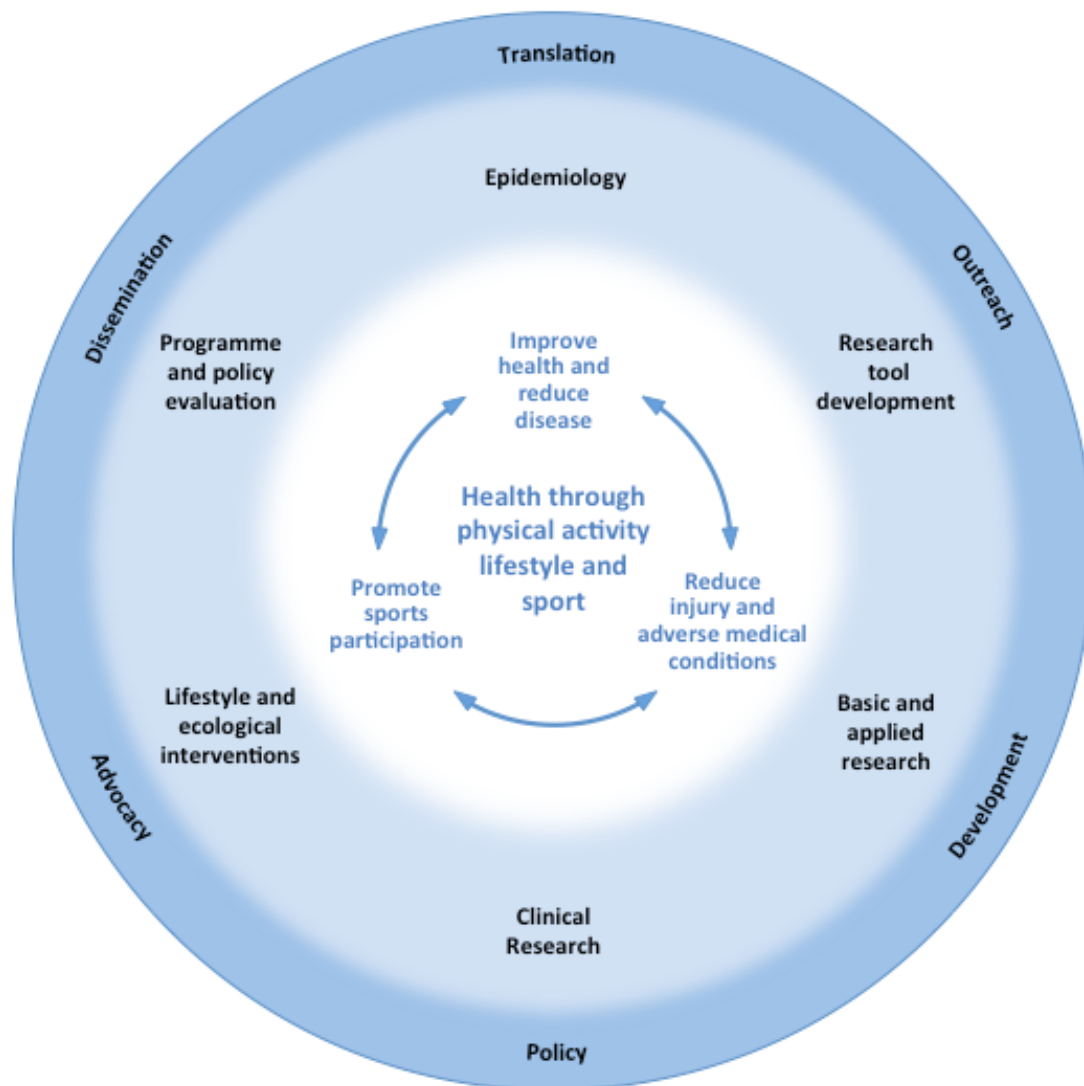 Translation
Epidemiology
Outreach
Dissemination
Programme
and policy
evaluation
Research
tool
development
Improve
health and
reduce
disease
Health through
physical activity
lifestyle and
sport
Promote
sports
participation
Reduce
injury and
adverse medical
conditions
Lifestyle and
ecological
interventions
Basic and
applied
research
Advocacy
Development
Clinical
Research
Policy